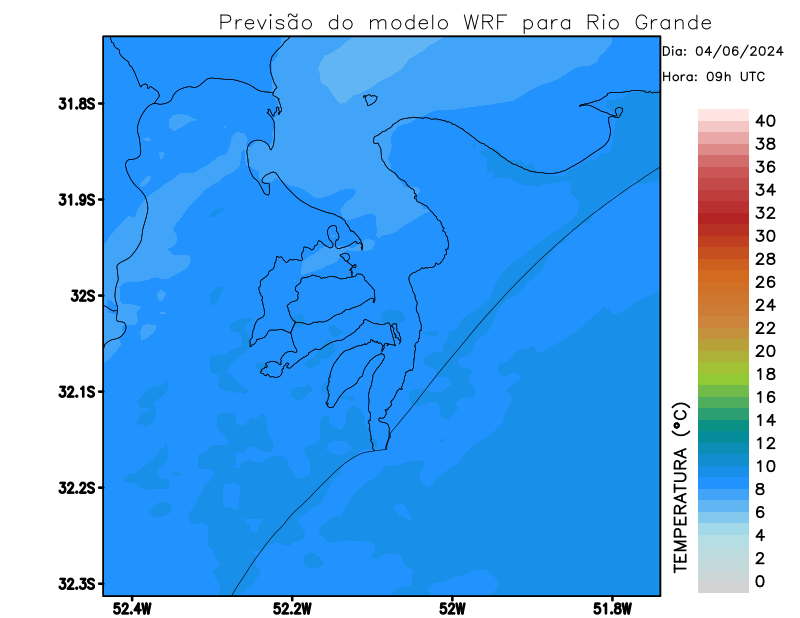 Previsão do modelo WRF para Rio Grande
Dia: 04/06/2024
Hora: 09h UTC
31.8S
31.9S
32S
32.1S
32.2S
32.3S
52.4W
52.2W
52W
51.8W
TEMPERATURA (°C)
40
38
36
34
32
30
28
26
24
22
20
18
16
14
12
10
8
6
4
2
0